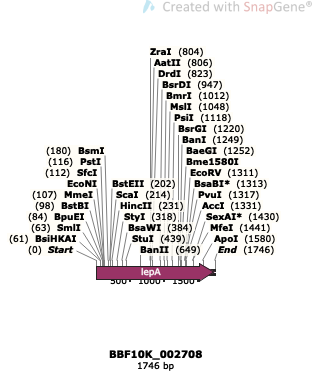 Created with SnapGene®
ZraI (804)
AatII (806)
DrdI (823)
BsrDI (947)
BmrI (1012)
MslI (1048)
PsiI (1118)
BsrGI (1220)
BanI (1249)
(180) BsmI BaeGI (1252)
(116) PstI Bme1580I
(112) SfcI EcoRV (1311)
EcoNI BstEII (202) BsaBI* (1313)
(107) MmeI ScaI (214) PvuI (1317)
(98) BstBI HincII (231) AccI (1331)
(84) BpuEI StyI (318) SexAI* (1430)
(63) SmlI BsaWI (384) MfeI (1441)
(61) BsiHKAI StuI (439) ApoI (1580)
(0) Start BanII (649) End (1746)
lepA
500 1000 1500
BBF10K_002708
1746 bp